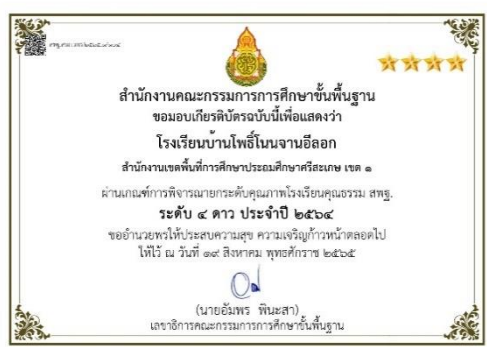 สำนักงานคณะกรรมการการศึกษาขั้นพื้นฐาน
ขอมอบเกียรติบัตรฉบับนี้เพื่อแสดงว่า
โรงเรียนบ้านโพธิ์โนนจานอีลอก
สำนักงานเขตพื้นที่การศึกษาประถมศึกษาศรีสะเกษ เขต ๑
ผ่านเกณฑ์การพิจารณายกระดับคุณภาพโรงเรียนคุณธรรม สพฐ.
ระดับ ๔ ดาว ประจำปี ๒๕๖๔
ขออำนวยพรให้ประสบความสุข ความเจริญก้าวหน้าตลอดไป
ให้ไว้ ณ วันที่ ๑๙ สิงหาคม พุทธศักราช ๒๕๖๕
(นายอัมพร พินะสา)
เลขาธิการคณะกรรมการการศึกษาขั้นพื้นฐาน